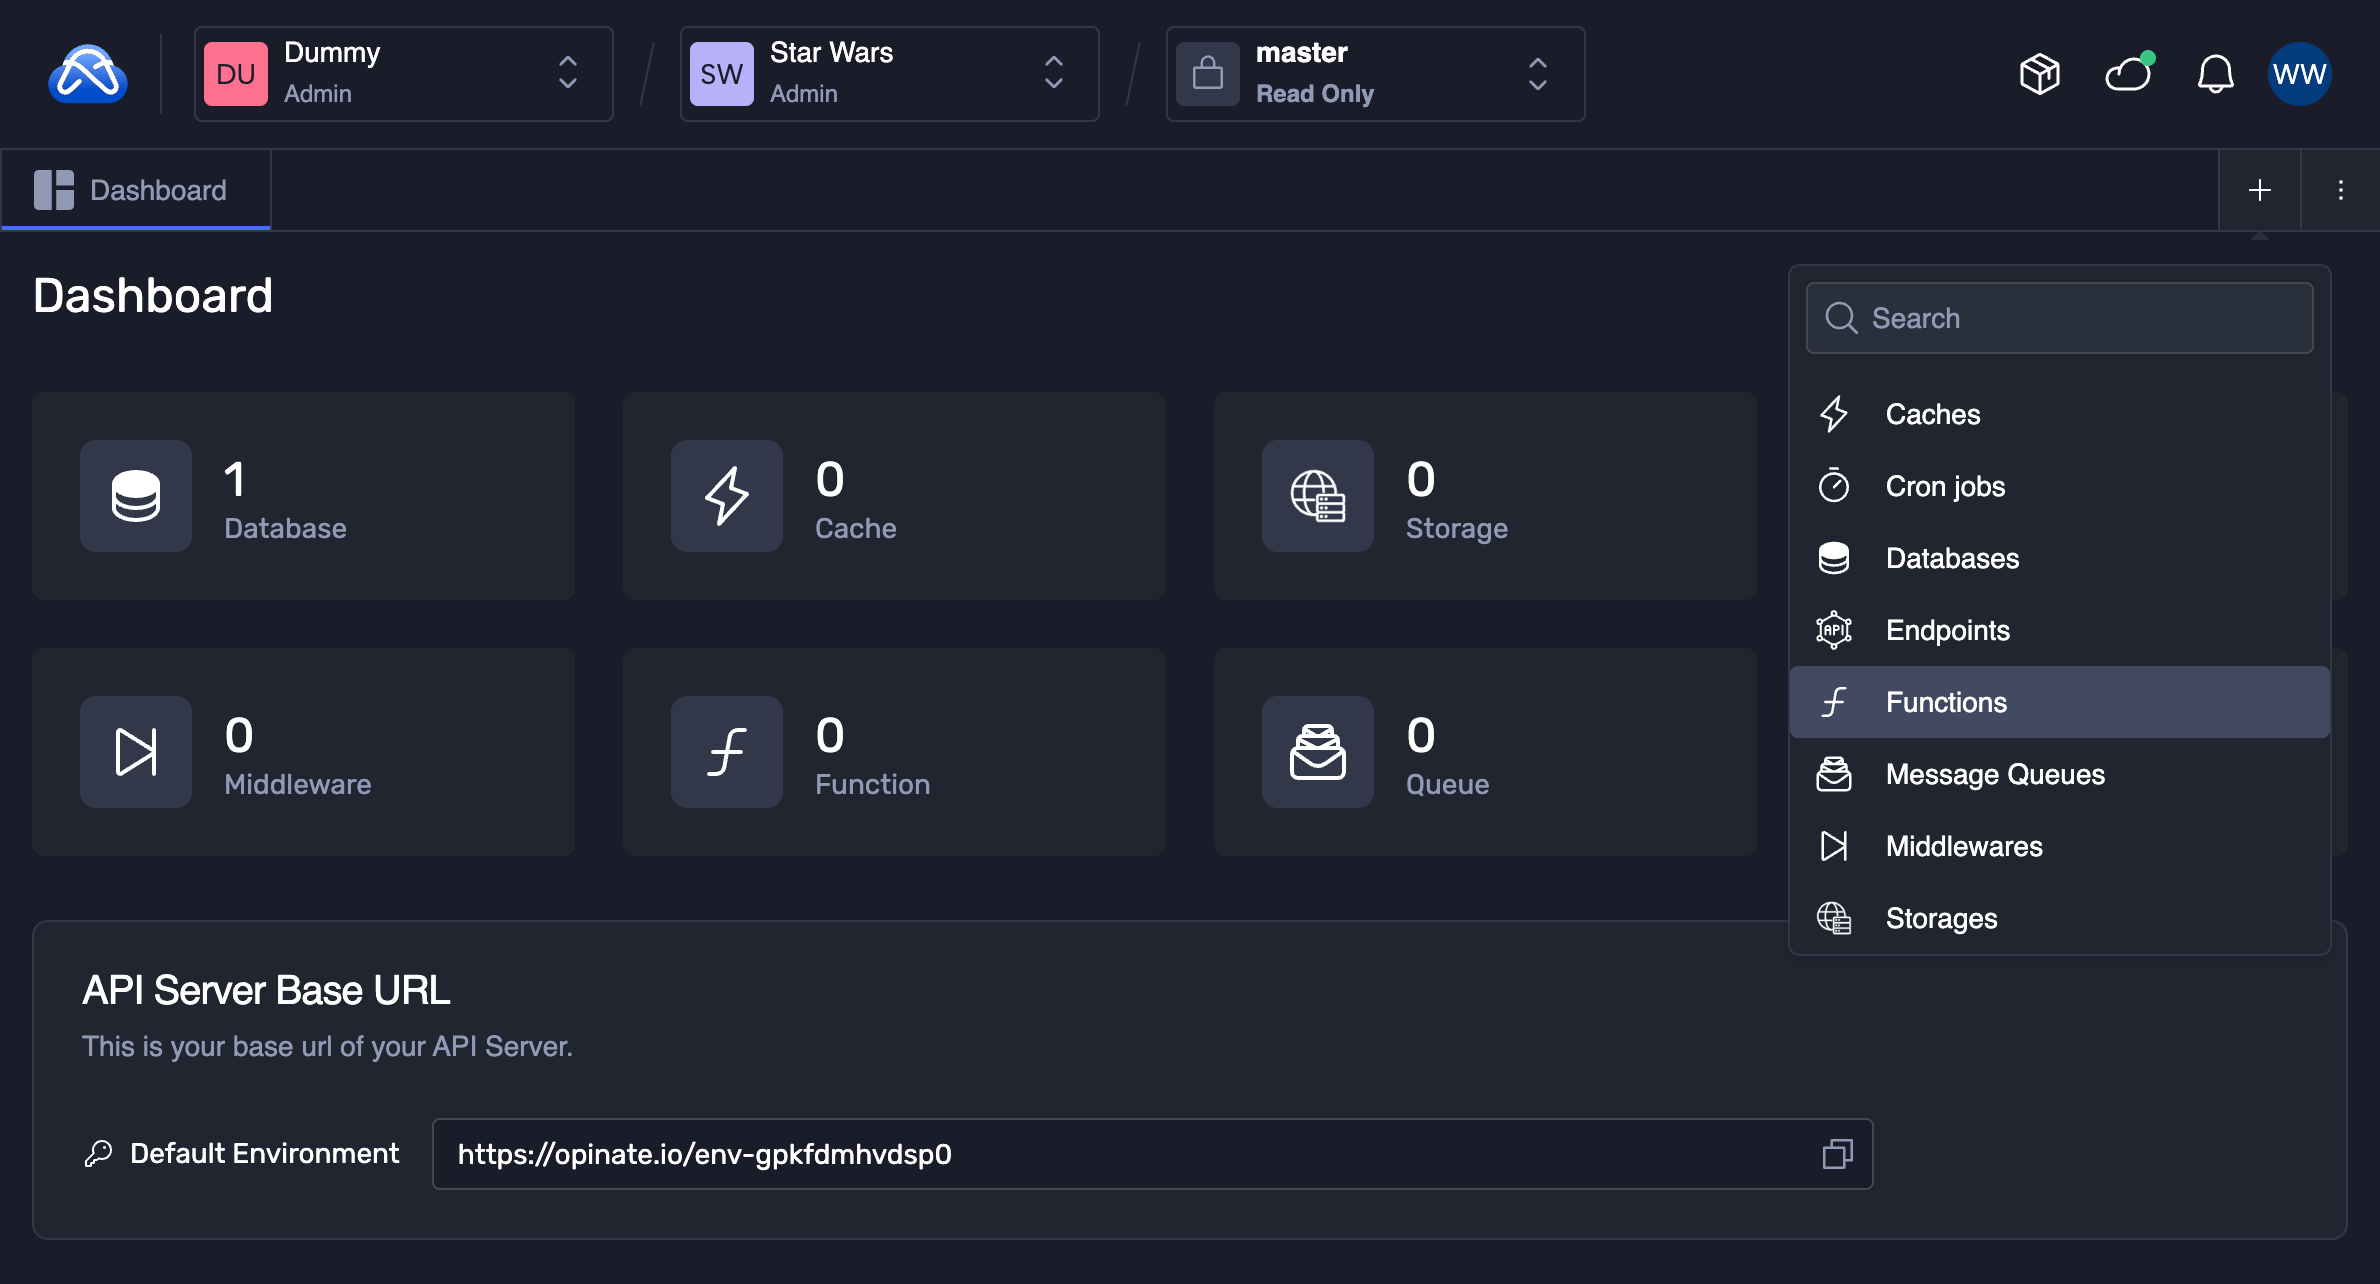 DU
Dummy
Admin
SW
Star Wars
Admin
master
Read Only
WW
Dashboard
Dashboard
1
Database
0
Cache
0
Storage
0
Middleware
0
Function
0
Queue
Search
Caches
Cron jobs
Databases
API
Endpoints
Functions
Message Queues
Middlewares
Storages
API Server Base URL
This is your base url of your API Server.
Default Environment
https://opinate.io/env-gpkfdmhvdsp0